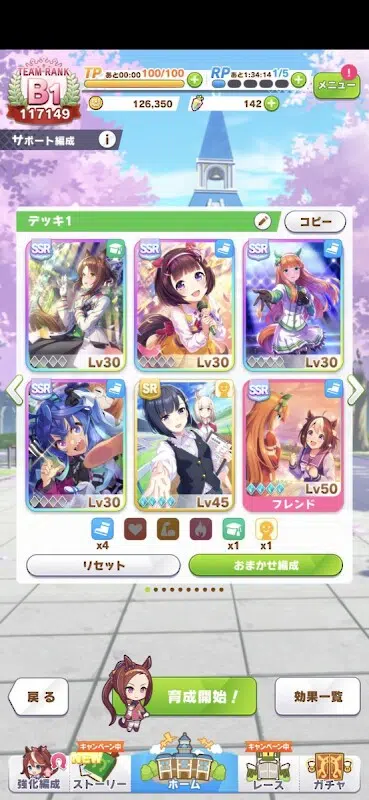 TEAM RANK
B1
117149
TP あと00:00 100/100
RP あと1:34:14 1/5
メニュー
126,350
142
サポート編成
デッキ1
コピー
SSR
Lv30
SSR
Lv30
SSR
Lv30
SSR
Lv30
SR
Lv45
SSR
Lv50
フレンド
x4
x1
x1
リセット
おまかせ編成
戻る
育成開始!
効果一覧
強化編成
NEW
ストーリー
キャンペーン中
ホーム
キャンペーン中
レース
ガチャ